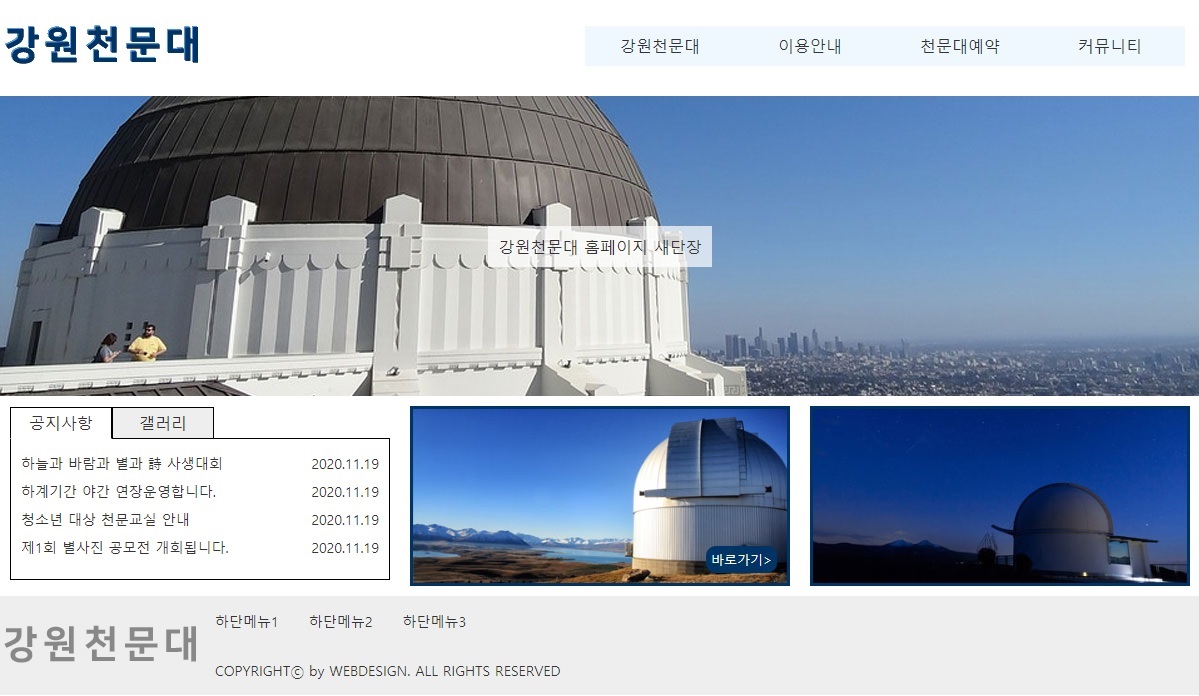 강원천문대
강원천문대 이용안내 천문대예약 커뮤니티
강원천문대 홈페이지 새단장
공지사항 갤러리
하늘과 바람과 별과 詩 사생대회 2020.11.19
하계기간 야간 연장운영합니다. 2020.11.19
청소년 대상 천문교실 안내 2020.11.19
제1회 별사진 공모전 개회됩니다. 2020.11.19
바로가기>
강원천문대
하단메뉴1 하단메뉴2 하단메뉴3
COPYRIGHTⓒ by WEBDESIGN. ALL RIGHTS RESERVED